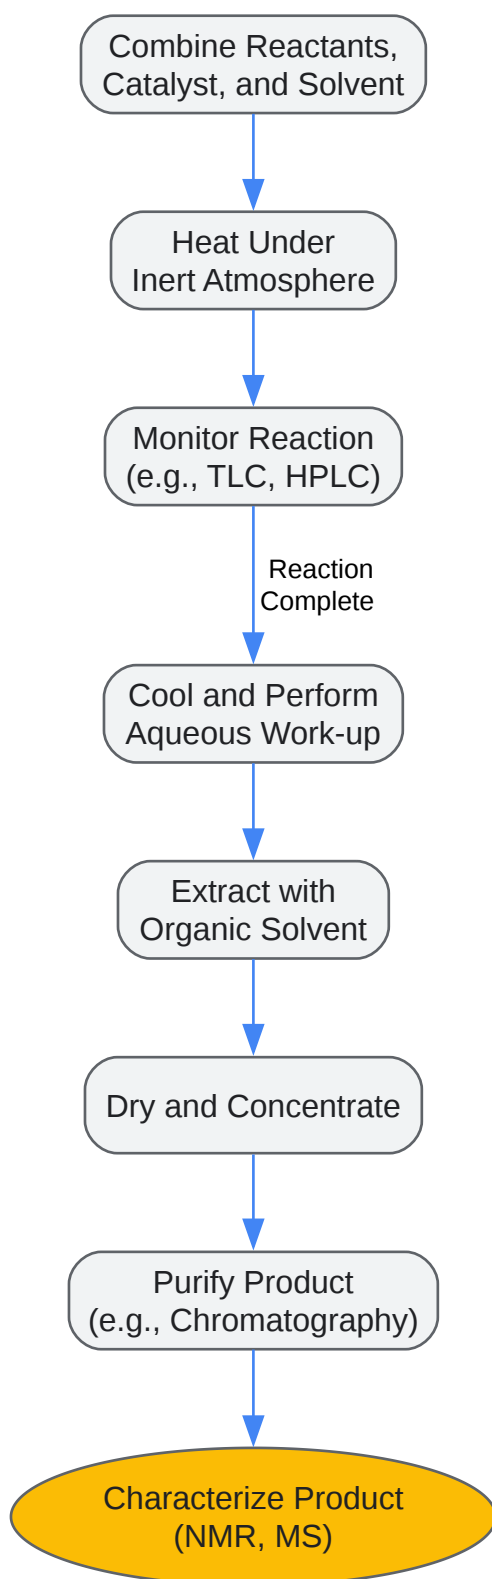 Combine Reactants,
Catalyst, and Solvent
Heat Under
Inert Atmosphere
Monitor Reaction
(e.g., TLC, HPLC)
Reaction
Complete
Cool and Perform
Aqueous Work-up
Extract with
Organic Solvent
Dry and Concentrate
Purify Product
(e.g., Chromatography)
Characterize Product
(NMR, MS)